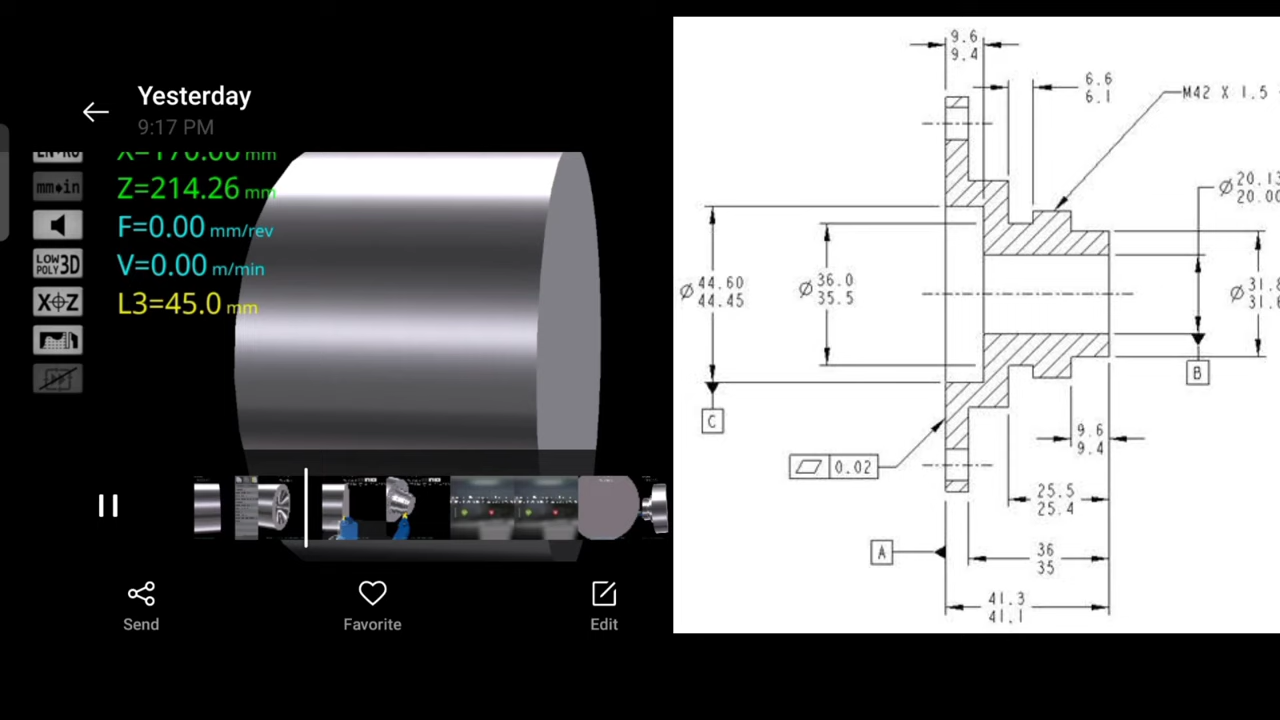 Yesterday
9:17 PM
mm•in
Z=214.26 mm
F=0.00 mm/rev
V=0.00 m/min
LOW
POLY 3D
X Z
L3=45.0 mm
Send
Favorite
Edit
9.6
9.4
6.6
6.1
M42 X 1.5
20.00
⌀ 44.60
44.45
⌀ 36.0
35.5
B
C
0.02
9.6
9.4
25.5
25.4
A
36
35
41.3
41.1